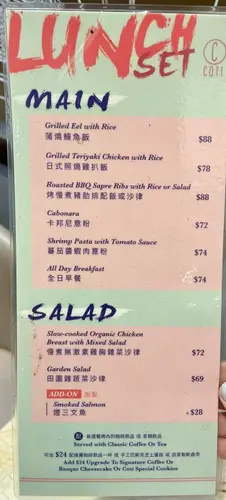 LUNCH
SET
C
COTI
MAIN
Grilled Eel with Rice
蒲燒鰻魚飯 $88
Grilled Teriyaki Chicken with Rice
日式照燒雞扒飯 $78
Roasted BBQ Sapre Ribs with Rice or Salad
烤慢煮豬肋排配飯或沙律 $88
Cabonara
卡邦尼意粉 $72
Shrimp Pasta with Tomato Sauce
蕃茄醬蝦肉意粉 $74
All Day Breakfast
全日早餐 $74
SALAD
Slow-cooked Organic Chicken
Breast with Mixed Salad
慢煮無激素雞胸雜菜沙律 $72
Garden Salad
田園雜蔬菜沙律 $69
ADD-ON 加配
Smoked Salmon
煙三文魚 +$28
配
Served with Classic Coffee Or Tea
Add $24 Upgrade To Signature Coffee Or
Basque Cheesecake Or Coti Special Cookies